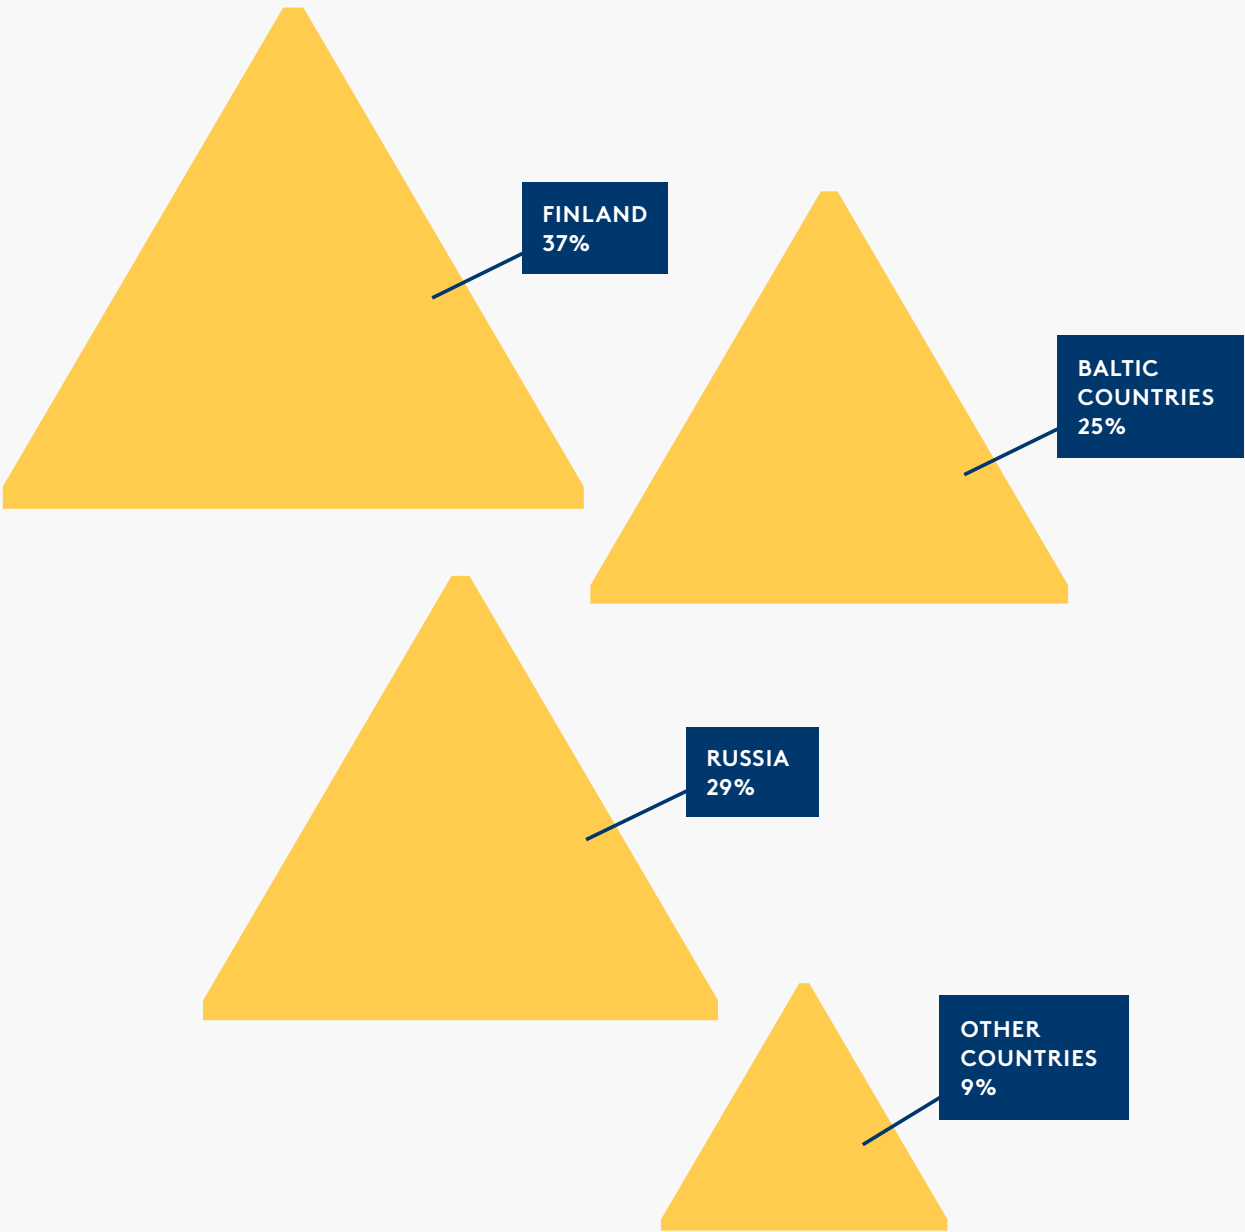 FINLAND
37%
BALTIC
COUNTRIES
25%
RUSSIA
29%
OTHER
COUNTRIES
9%